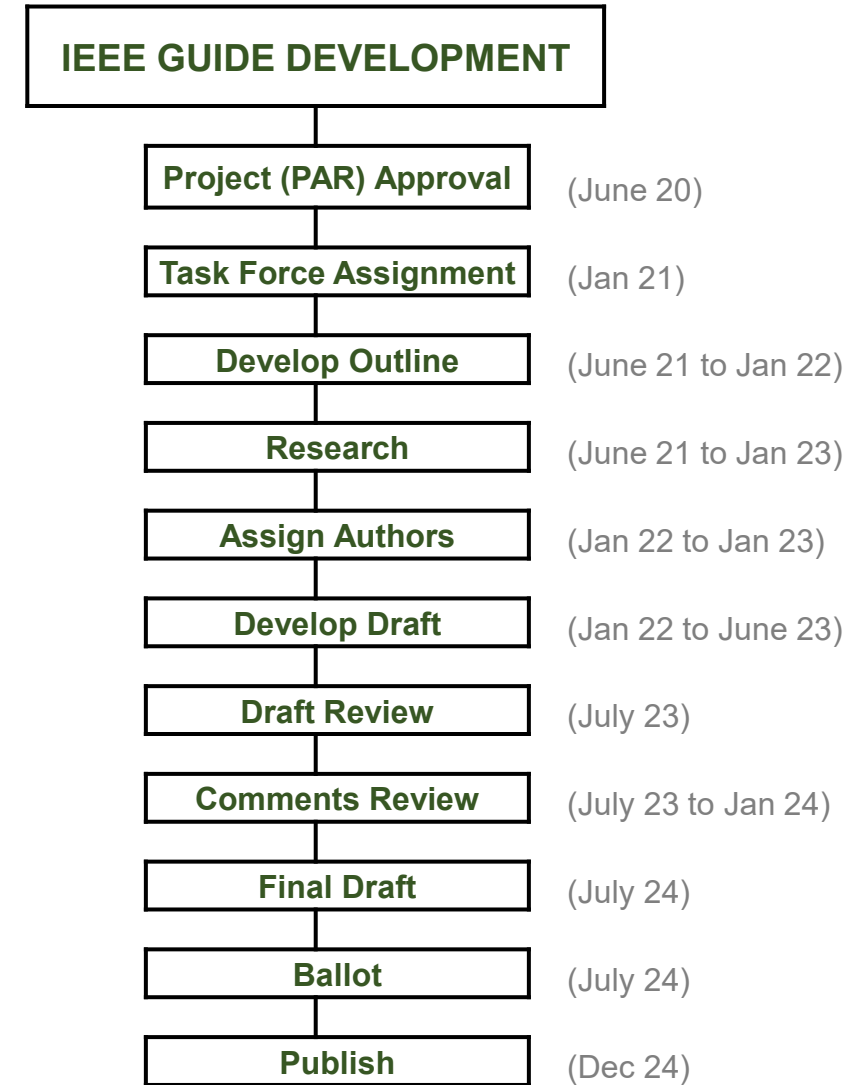 IEEE GUIDE DEVELOPMENT
Project (PAR) Approval (June 20)
Task Force Assignment (Jan 21)
Develop Outline (June 21 to Jan 22)
Research (June 21 to Jan 23)
Assign Authors (Jan 22 to Jan 23)
Develop Draft (Jan 22 to June 23)
Draft Review (July 23)
Comments Review (July 23 to Jan 24)
Final Draft (July 24)
Ballot (July 24)
Publish (Dec 24)